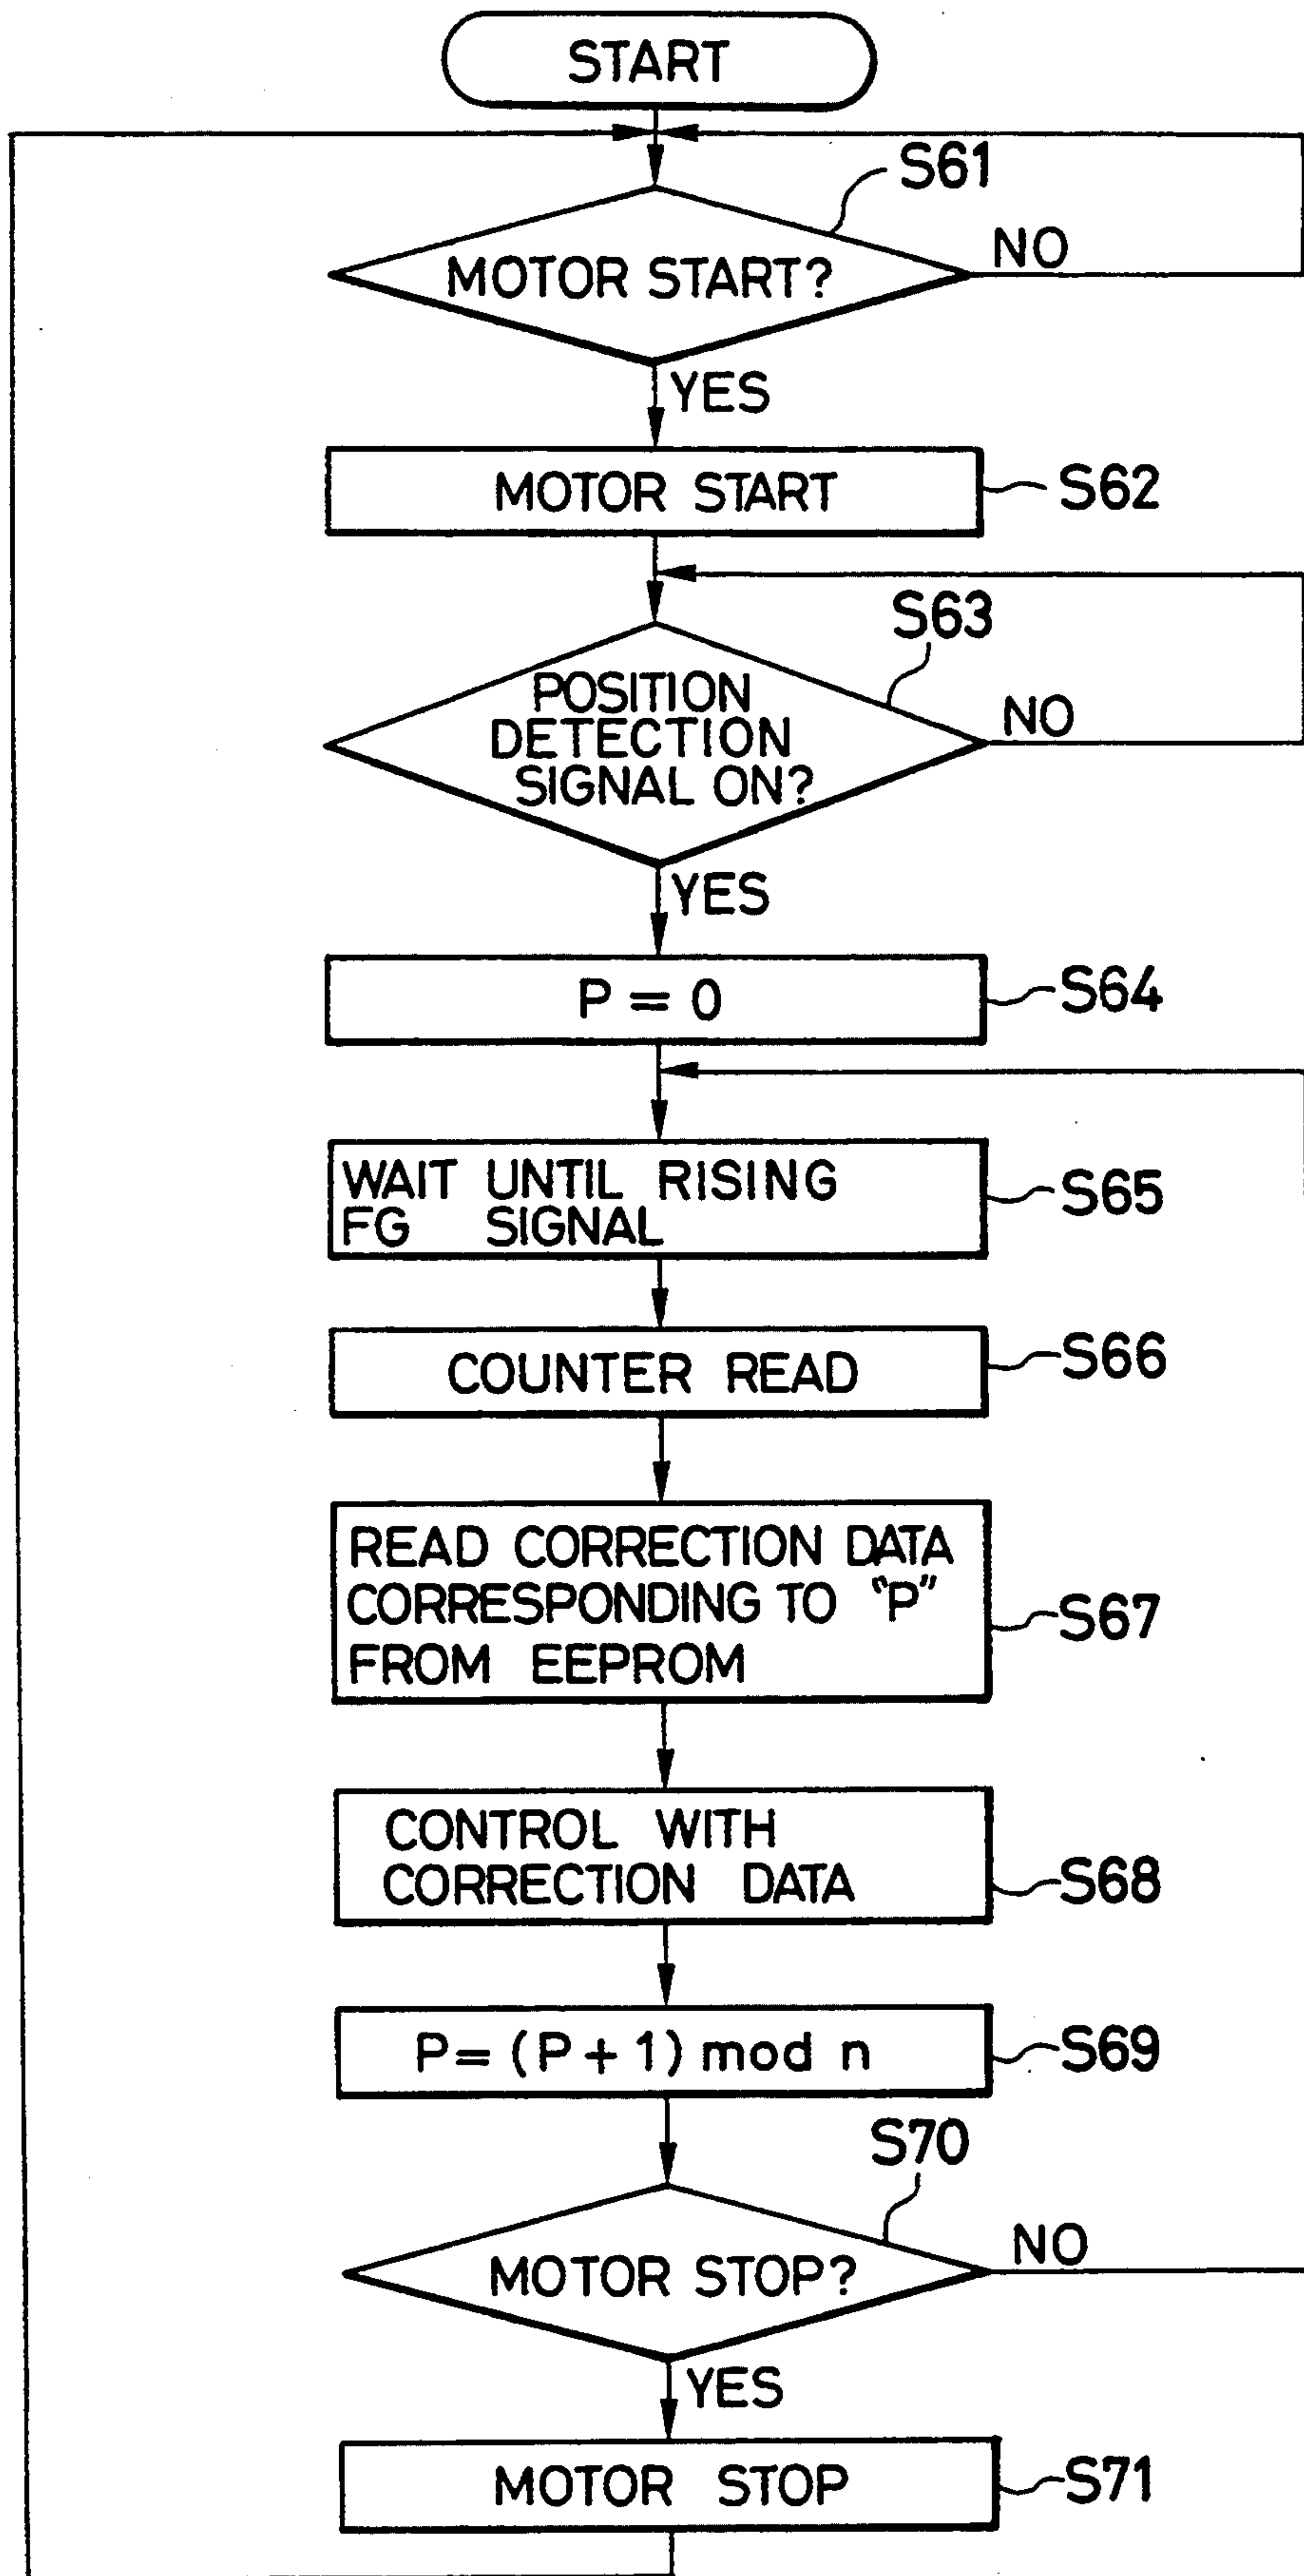 START
S61
MOTOR START?
NO
YES
MOTOR START
S62
S63
POSITION
DETECTION
SIGNAL ON?
NO
YES
P = 0
S64
WAIT UNTIL RISING
FG SIGNAL
S65
COUNTER READ
S66
READ CORRECTION DATA
CORRESPONDING TO "P"
FROM EEPROM
S67
CONTROL WITH
CORRECTION DATA
S68
P = (P + 1) mod n
S69
S70
MOTOR STOP?
NO
YES
MOTOR STOP
S71